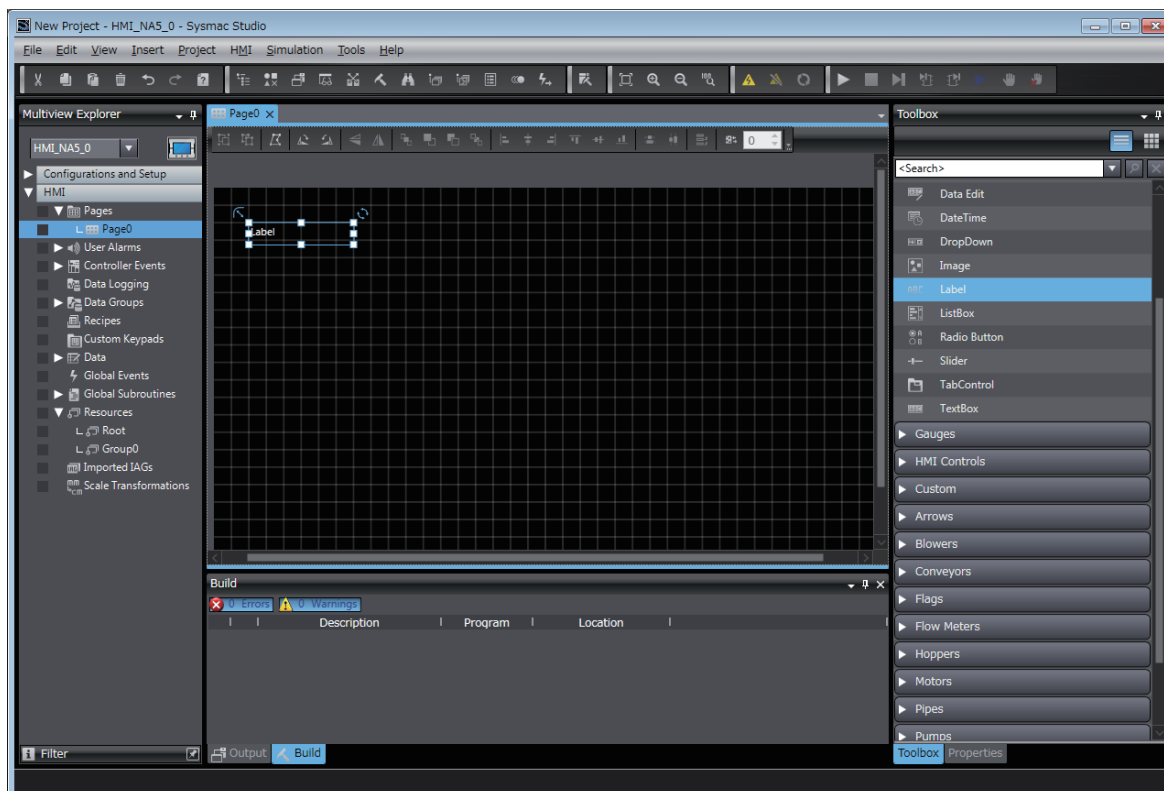 New Project - HMI_NA5_0 - Sysmac Studio
File Edit View Insert Project HMI Simulation Tools Help
100%
Multiview Explorer
HMI_NA5_0
Configurations and Setup
HMI
Pages
Page0
User Alarms
Controller Events
Data Logging
Data Groups
Recipes
Custom Keypads
Data
Global Events
Global Subroutines
Resources
Root
Group0
Imported IAGs
Scale Transformations
Filter
Page0
0
Label
Build
0 Errors 0 Warnings
Description Program Location
Output Build
Toolbox
<Search>
Data Edit
DateTime
DropDown
Image
Label
ListBox
Radio Button
Slider
TabControl
TextBox
Gauges
HMI Controls
Custom
Arrows
Blowers
Conveyors
Flags
Flow Meters
Hoppers
Motors
Pipes
Pumps
Toolbox Properties